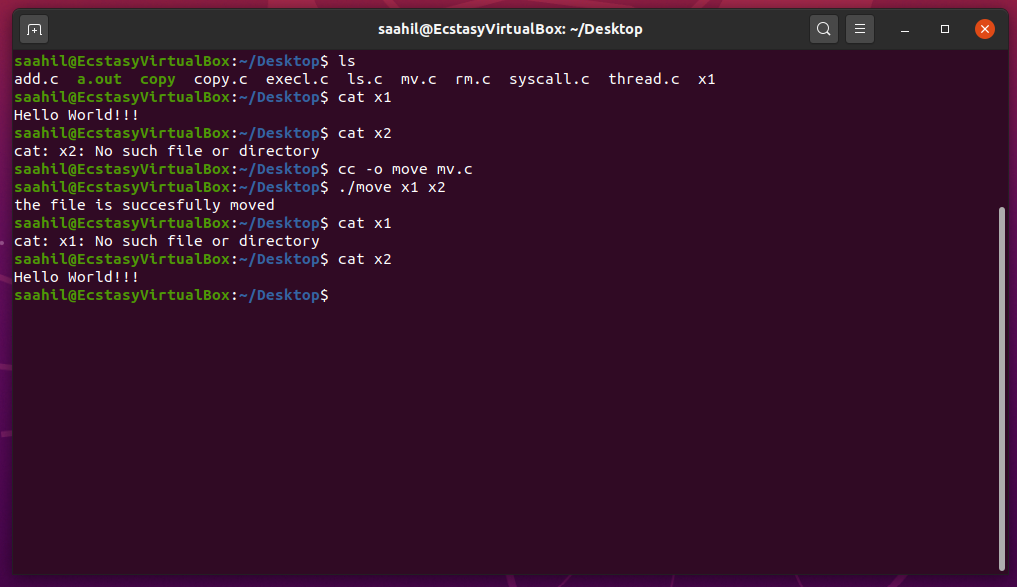 saahil@EcstasyVirtualBox: ~/Desktop
saahil@EcstasyVirtualBox:~/Desktop$ ls
add.c  a.out  copy  copy.c  execl.c  ls.c  mv.c  rm.c  syscall.c  thread.c  x1
saahil@EcstasyVirtualBox:~/Desktop$ cat x1
Hello World!!!
saahil@EcstasyVirtualBox:~/Desktop$ cat x2
cat: x2: No such file or directory
saahil@EcstasyVirtualBox:~/Desktop$ cc -o move mv.c
saahil@EcstasyVirtualBox:~/Desktop$ ./move x1 x2
the file is succesfully moved
saahil@EcstasyVirtualBox:~/Desktop$ cat x1
cat: x1: No such file or directory
saahil@EcstasyVirtualBox:~/Desktop$ cat x2
Hello World!!!
saahil@EcstasyVirtualBox:~/Desktop$